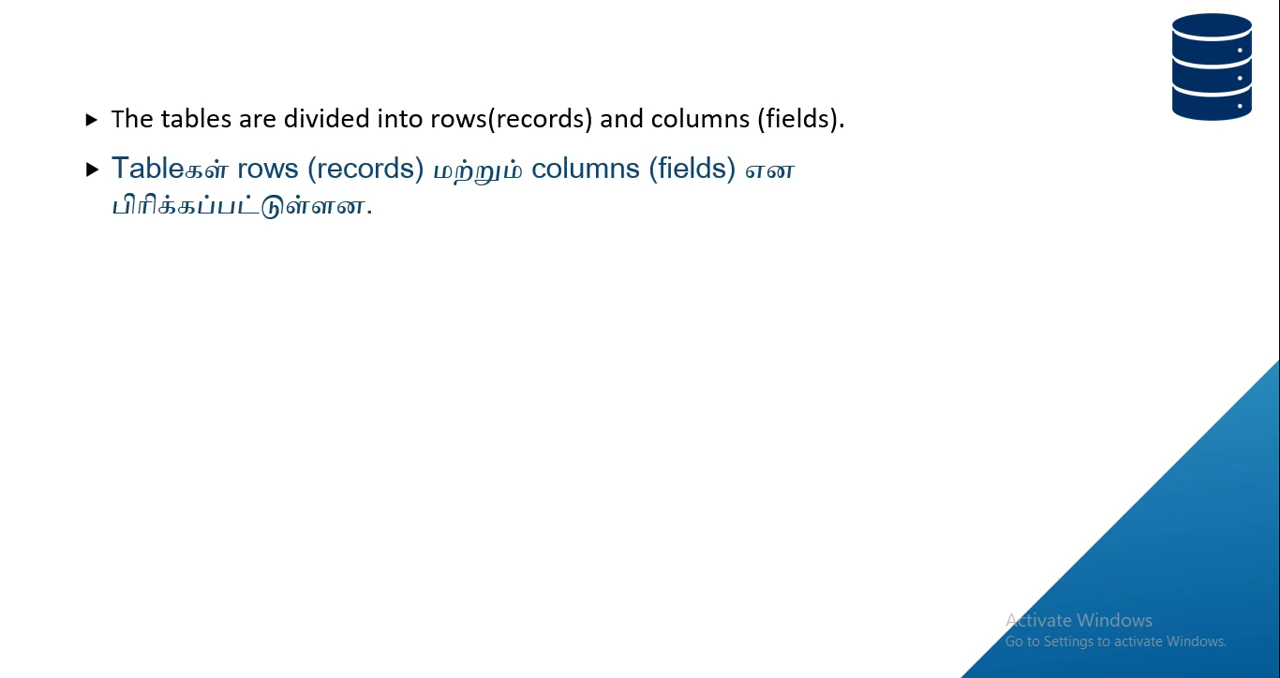 The tables are divided into rows(records) and columns (fields).
Tableகள் rows (records) மற்றும் columns (fields) என
பிரிக்கப்பட்டுள்ளன.
Activate Windows
Go to Settings to activate Windows.